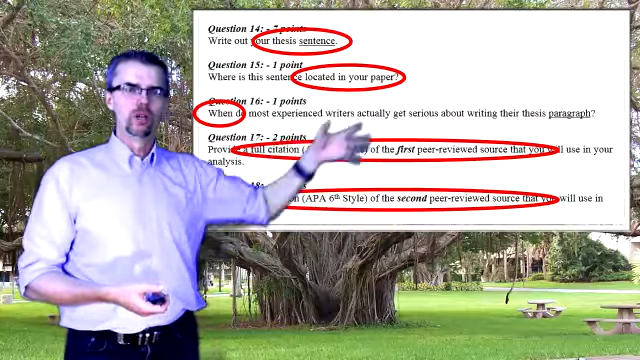 Question 14: - 7 points
Write out your thesis sentence.
Question 15: - 1 point
Where is this sentence located in your paper?
Question 16: - 1 points
When do most experienced writers actually get serious about writing their thesis paragraph?
Question 17: - 2 points
Provide a full citation of the first peer-reviewed source that you will use in your
analysis.
(APA 6th Style) of the second peer-reviewed source that you will use in